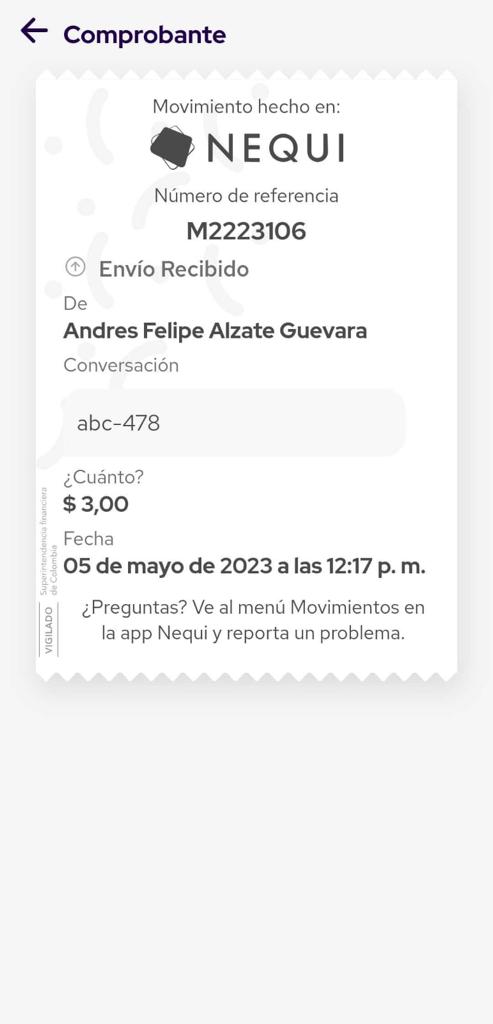 Comprobante
Movimiento hecho en:
NEQUI
Número de referencia
M2223106
Envío Recibido
De
Andres Felipe Alzate Guevara
Conversación
abc-478
¿Cuánto?
$ 3,00
Fecha
05 de mayo de 2023 a las 12:17 p. m.
¿Preguntas? Ve al menú Movimientos en
la app Nequi y reporta un problema.
VIGILADO
Superintendencia financiera
de Colombia